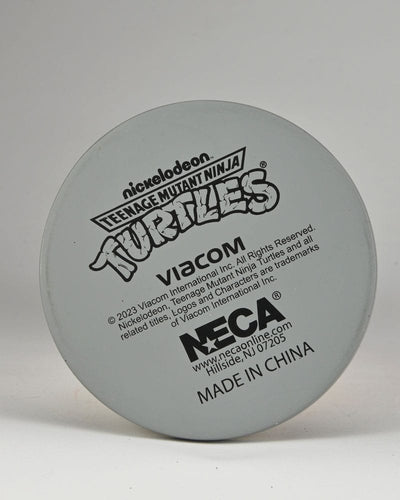 nickelodeon™
TEENAGE MUTANT NINJA
TURTLES®
VIACOM
© 2023 Viacom International Inc. All Rights Reserved.
Nickelodeon, Teenage Mutant Ninja Turtles and all
related titles, Logos and Characters are trademarks
of Viacom International Inc.
NECA®
www.necaonline.com
Hillside, NJ 07205
MADE IN CHINA